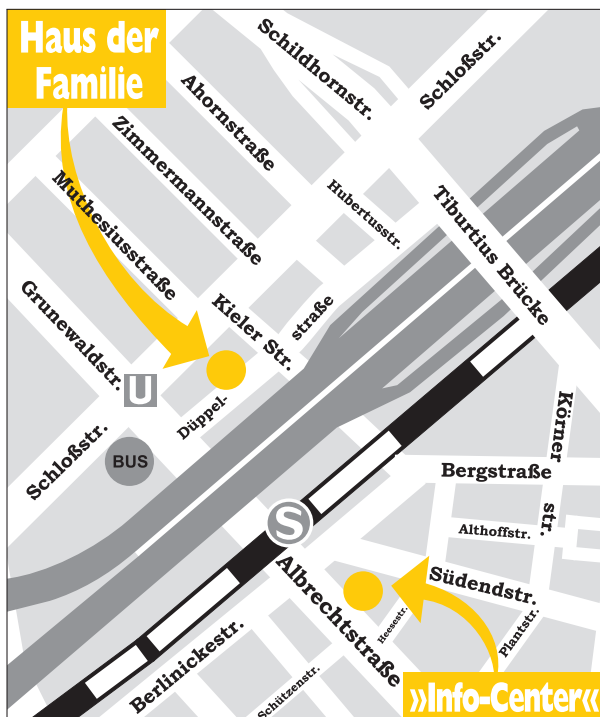 Haus der
Familie
Schildhornstr.
Schloßstr.
Ahornstraße
Zimmermannstraße
Hubertusstr.
Muthesiusstraße
Tiburtius Brücke
Grunewaldstr.
Kieler Str.
straße
U
Düppel-
Schloßstr.
BUS
Körner
str.
Bergstraße
S
Althoffstr.
Albrechtstraße
Südendstr.
Heesestr.
Plantstr.
Berlinickestr.
Schützenstr.
»Info-Center«